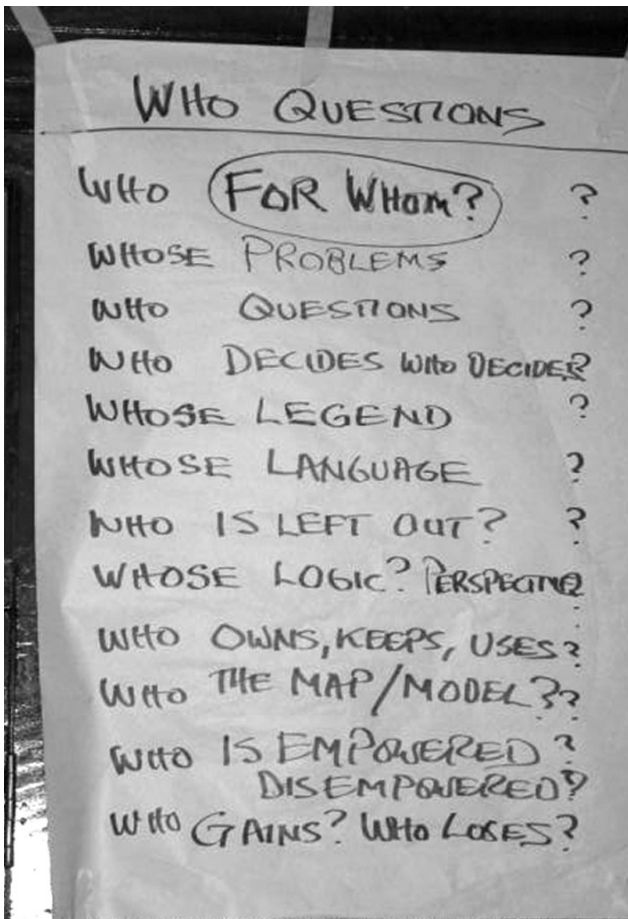 WHO QUESTIONS
WHO FOR WHOM? ?
WHOSE PROBLEMS ?
WHO QUESTIONS ?
WHO DECIDES WHO DECIDES?
WHOSE LEGEND ?
WHOSE LANGUAGE ?
WHO IS LEFT OUT? ?
WHOSE LOGIC? PERSPECTIVE?
WHO OWNS, KEEPS, USES?
WHO THE MAP/MODEL??
WHO IS EMPOWERED?
DISEMPOWERED?
WHO GAINS? WHO LOSES?